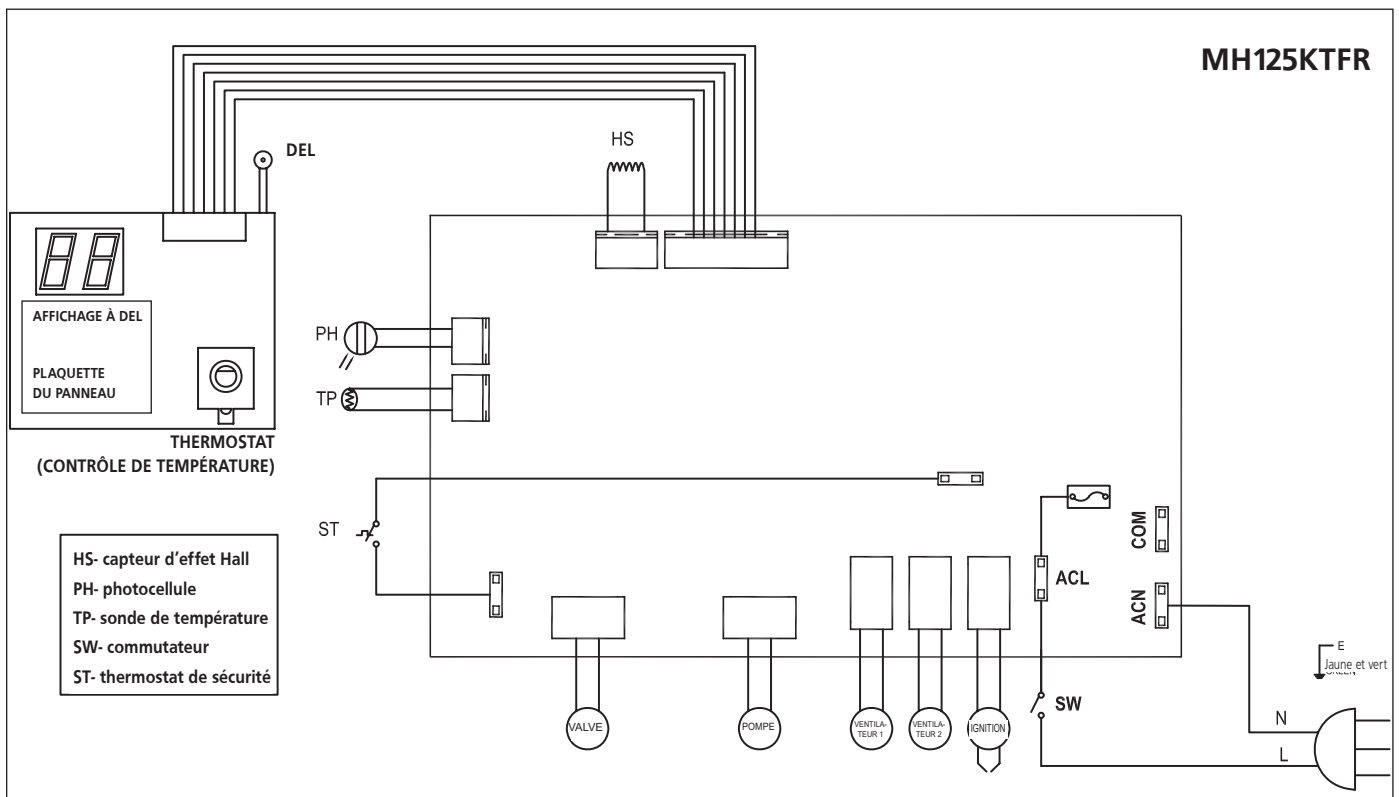 MH125KTFR
DEL
HS
AFFICHAGE À DEL
PLAQUETTE
DU PANNEAU
THERMOSTAT
(CONTRÔLE DE TEMPÉRATURE)
PH
TP
ST
HS- capteur d'effet Hall
PH- photocellule
TP- sonde de température
SW- commutateur
ST- thermostat de sécurité
COM
ACL
ACN
E
Jaune et vert
SW
VALVE
POMPE
VENTILA-
TEUR 1
VENTILA-
TEUR 2
IGNITION
N
L